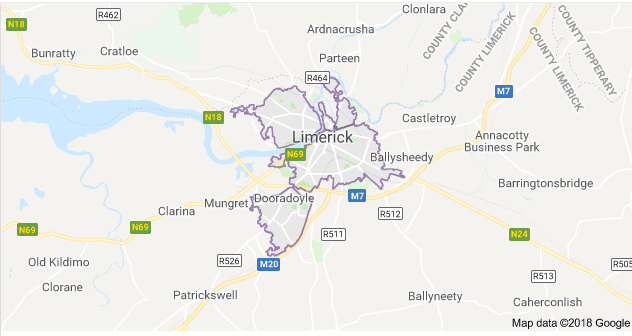 Clonlara
R462
N18
Ardnacrusha
Cratloe
Bunratty
Parteen
COUNTY CLA
COUNTY LIMERICK
COUNTY TIPPERARY
COUNTY LIMERICK
R464
M7
N18
Castletroy
Limerick
Annacotty
Business Park
N69
Ballysheedy
Barringtonsbridge
Dooradoyle
M7
Mungret
Clarina
R512
N69
N69
R511
N24
R526
Old Kildimo
M20
R505
R513
Clorane
Patrickswell
Ballyneety
Caherconlish
Map data ©2018 Google